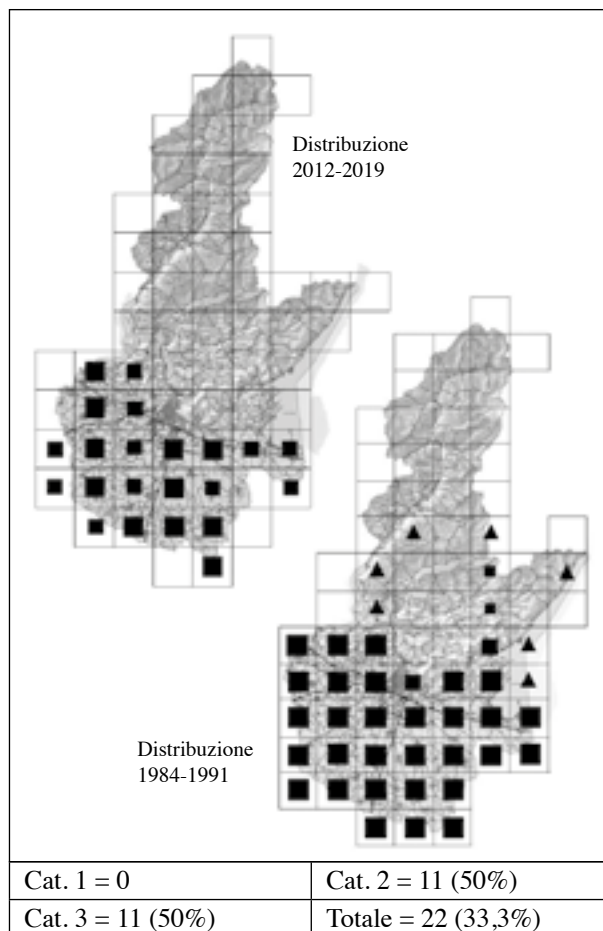 Distribuzione
2012-2019
Distribuzione
1984-1991
Cat. 1 = 0
Cat. 2 = 11 (50%)
Cat. 3 = 11 (50%)
Totale = 22 (33,3%)